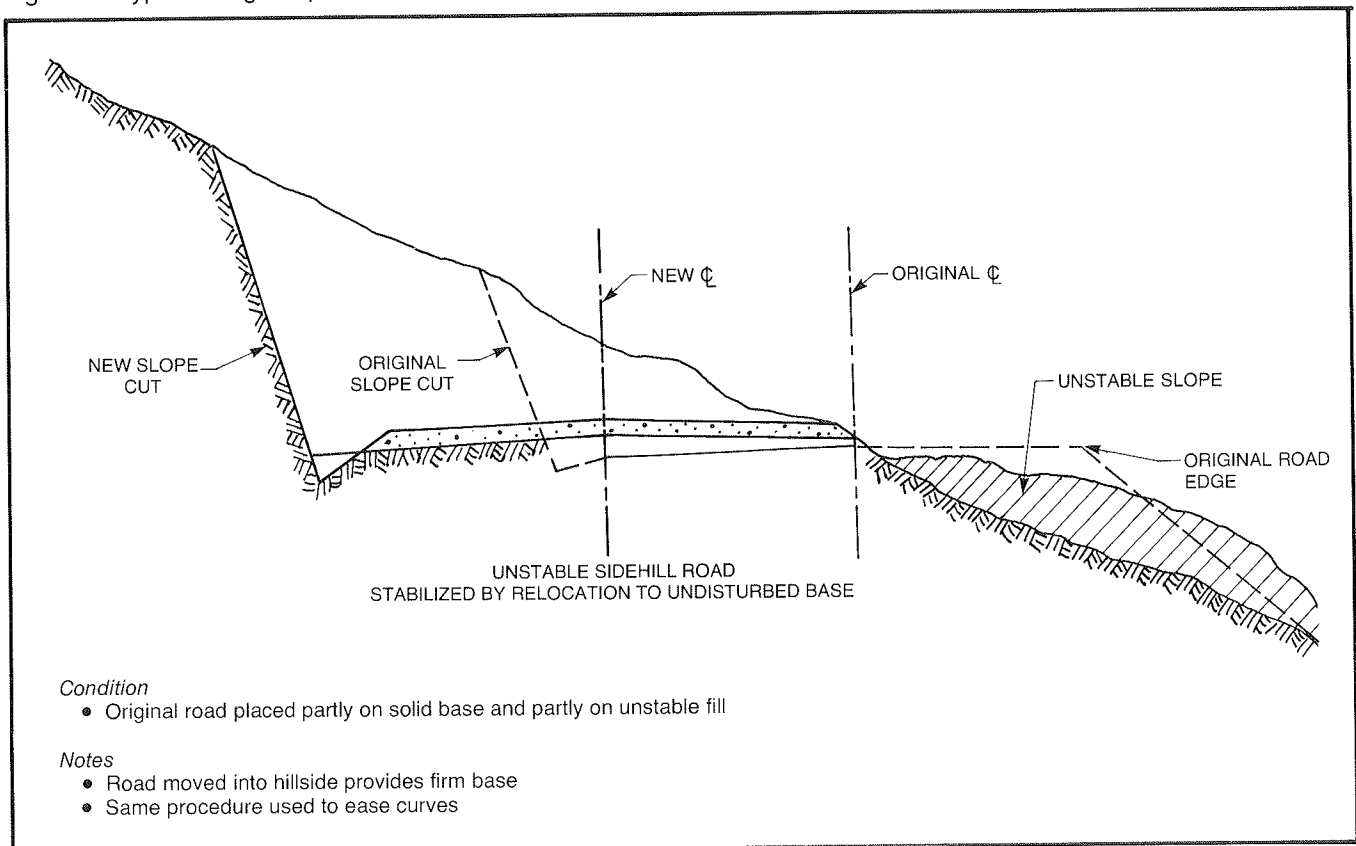 NEW ℄
ORIGINAL ℄
NEW SLOPE
CUT
ORIGINAL
SLOPE CUT
UNSTABLE SLOPE
ORIGINAL ROAD
EDGE
UNSTABLE SIDEHILL ROAD
STABILIZED BY RELOCATION TO UNDISTURBED BASE
Condition
• Original road placed partly on solid base and partly on unstable fill
Notes
• Road moved into hillside provides firm base
• Same procedure used to ease curves